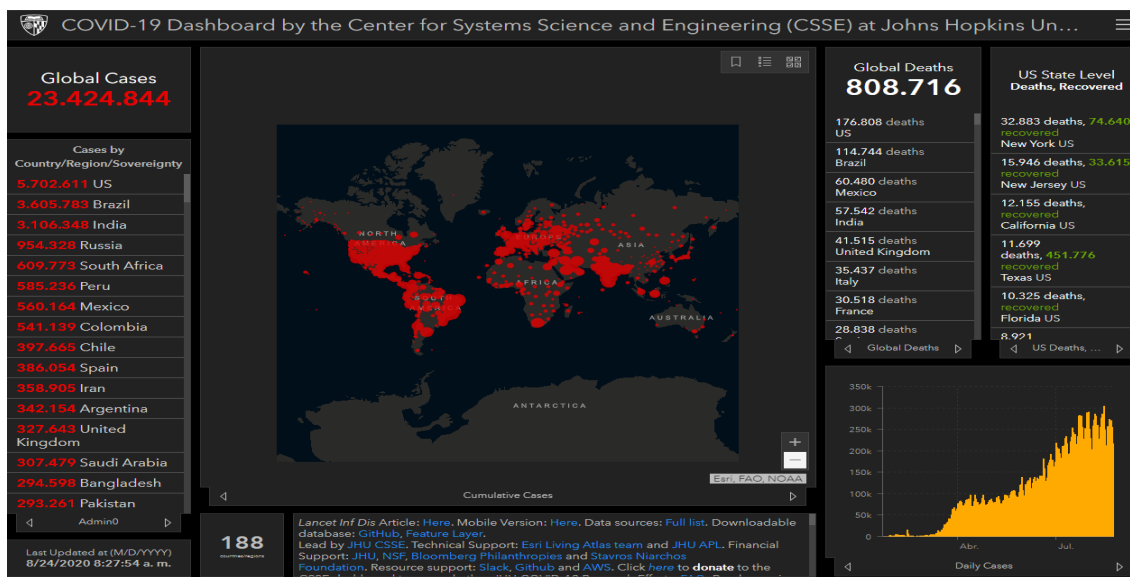 COVID-19 Dashboard by the Center for Systems Science and Engineering (CSSE) at Johns Hopkins Un...
Global Cases
23.424.844
Cases by
Country/Region/Sovereignty
5.702.611 US
3.605.783 Brazil
3.106.348 India
954.328 Russia
609.773 South Africa
585.236 Peru
560.164 Mexico
541.139 Colombia
397.665 Chile
386.054 Spain
358.905 Iran
342.154 Argentina
327.643 United
Kingdom
307.479 Saudi Arabia
294.598 Bangladesh
293.261 Pakistan
Admin0
Last Updated at (M/D/YYYY)
8/24/2020 8:27:54 a. m.
NORTH
AMERICA
SOUTH
AMERICA
EUROPE
AFRICA
ASIA
AUSTRALIA
ANTARCTICA
+
−
Esri, FAO, NOAA
Cumulative Cases
188
countries/regions
Lancet Inf Dis Article: Here. Mobile Version: Here. Data sources: Full list. Downloadable
database: GitHub, Feature Layer.
Lead by JHU CSSE. Technical Support: Esri Living Atlas team and JHU APL. Financial
Support: JHU, NSF, Bloomberg Philanthropies and Stavros Niarchos
Foundation. Resource support: Slack, Github and AWS. Click here to donate to the
Global Deaths
808.716
176.808 deaths
US
114.744 deaths
Brazil
60.480 deaths
Mexico
57.542 deaths
India
41.515 deaths
United Kingdom
35.437 deaths
Italy
30.518 deaths
France
28.838 deaths
Global Deaths
US State Level
Deaths, Recovered
32.883 deaths, 74.640
recovered
New York US
15.946 deaths, 33.615
recovered
New Jersey US
12.155 deaths,
recovered
California US
11.699
deaths, 451.776
recovered
Texas US
10.325 deaths,
recovered
Florida US
8.921
US Deaths, ...
350k
300k
250k
200k
150k
100k
50k
0
Abr.
Jul.
Daily Cases